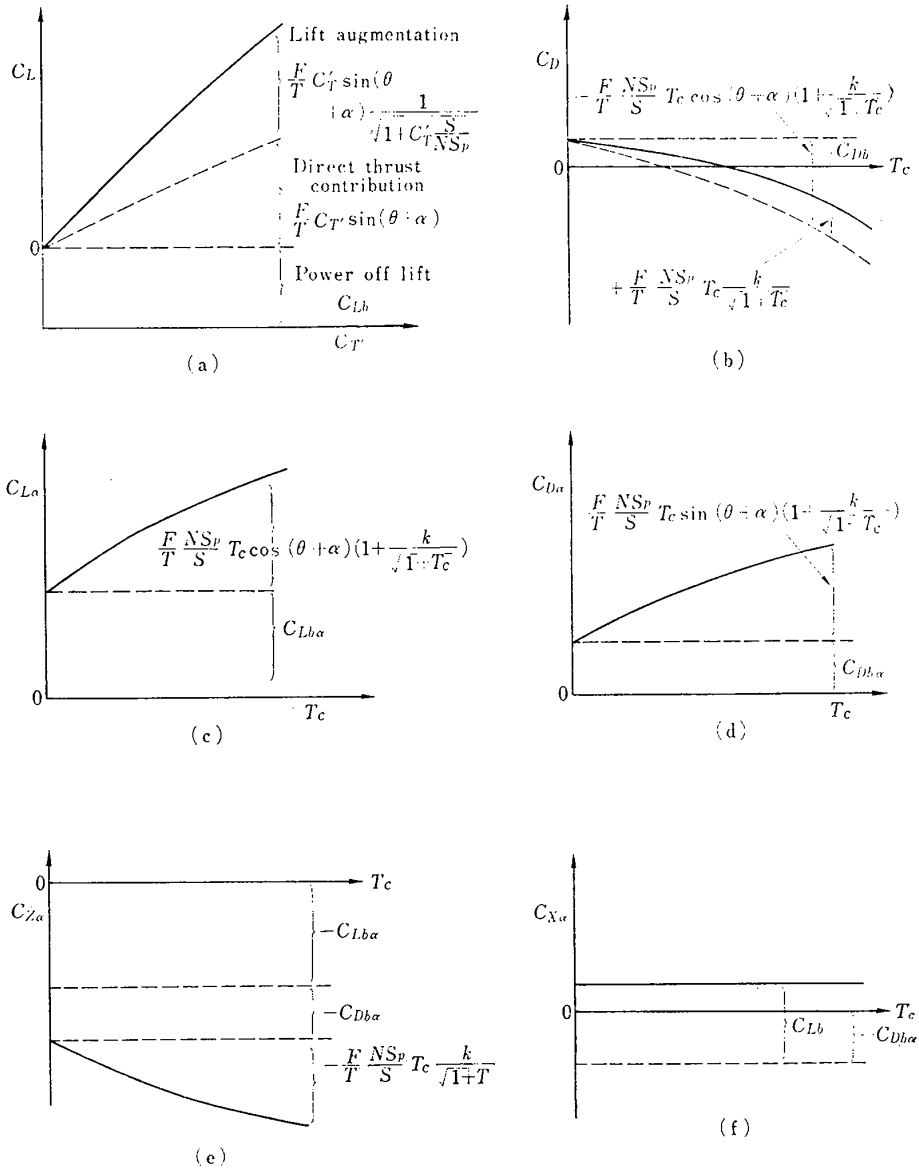 C_L
Lift augmentation
F/T C'_T sin(θ
+α) 1/√(1+C'_T S/NS_p)
Direct thrust
contribution
F/T C_T' sin(θ+α)
0
Power off lift
C_Lb
C_T'
(a)
C_D
-F/T NS_p/S T_c cos(θ+α)(1+k/√(1+T_c))
C_Db
0
T_c
+F/T NS_p/S T_c k/√(1+T_c)
(b)
C_Lα
F/T NS_p/S T_c cos(θ+α)(1+k/√(1+T_c))
C_Lbα
0
T_c
(c)
C_Dα
F/T NS_p/S T_c sin(θ+α)(1+k/√(1+T_c))
C_Dbα
0
T_c
(d)
0
T_c
C_Zα
-C_Lbα
-C_Dbα
-F/T NS_p/S T_c k/√(1+T)
(e)
C_Xα
0
T_c
C_Lb
-C_Dbα
(f)